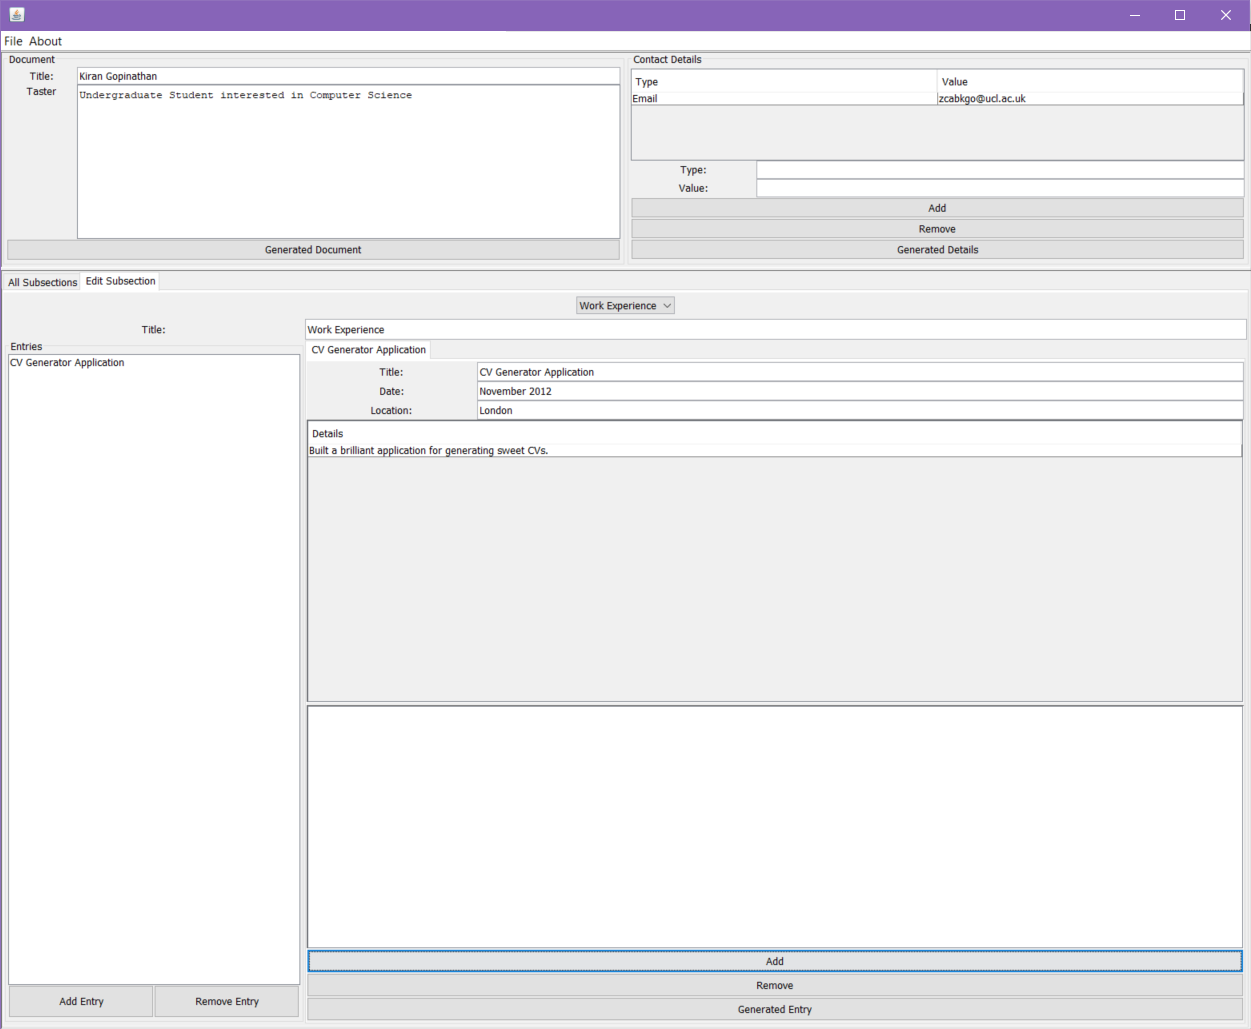 File About
Document
Title: Kiran Gopinathan
Taster Undergraduate Student interested in Computer Science
Generated Document
Contact Details
Type Value
Email zcabkgo@ucl.ac.uk
Type:
Value:
Add
Remove
Generated Details
All Subsections Edit Subsection
Work Experience
Title: Work Experience
Entries
CV Generator Application
Add Entry Remove Entry
CV Generator Application
Title: CV Generator Application
Date: November 2012
Location: London
Details
Built a brilliant application for generating sweet CVs.
Add
Remove
Generated Entry